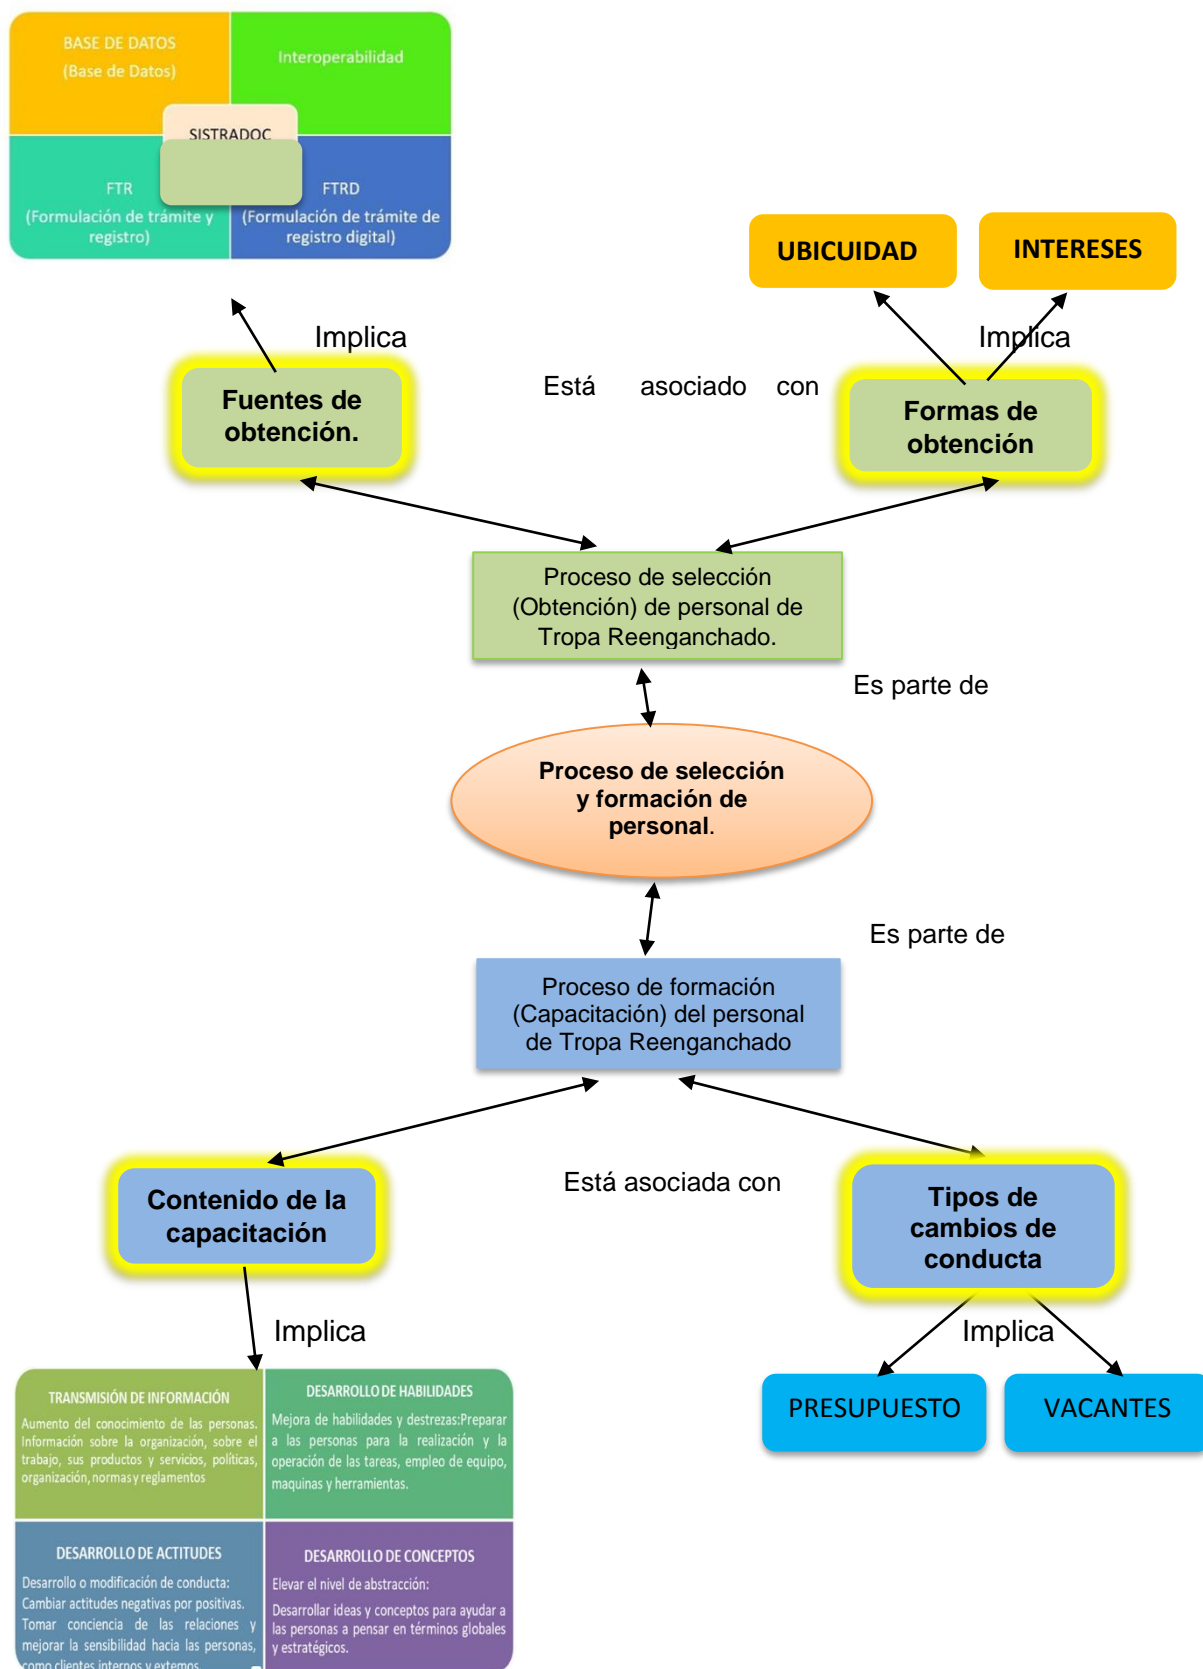 BASE DE DATOS
(Base de Datos)
Interoperabilidad
SISTRADOC
FTR
(Formulación de trámite y
registro)
FTRD
(Formulación de trámite de
registro digital)
UBICUIDAD
INTERESES
Implica
Implica
Fuentes de
obtención.
Está asociado con
Formas de
obtención
Proceso de selección
(Obtención) de personal de
Tropa Reenganchado.
Es parte de
Proceso de selección
y formación de
personal.
Es parte de
Proceso de formación
(Capacitación) del personal
de Tropa Reenganchado
Contenido de la
capacitación
Está asociada con
Tipos de
cambios de
conducta
Implica
Implica
PRESUPUESTO
VACANTES
TRANSMISIÓN DE INFORMACIÓN
Aumento del conocimiento de las personas.
Información sobre la organización, sobre el
trabajo, sus productos y servicios, políticas,
organización, normas y reglamentos
DESARROLLO DE HABILIDADES
Mejora de habilidades y destrezas:Preparar
a las personas para la realización y la
operación de las tareas, empleo de equipo,
maquinas y herramientas.
DESARROLLO DE ACTITUDES
Desarrollo o modificación de conducta:
Cambiar actitudes negativas por positivas.
Tomar conciencia de las relaciones y
mejorar la sensibilidad hacia las personas,
como clientes internos y externos
DESARROLLO DE CONCEPTOS
Elevar el nivel de abstracción:
Desarrollar ideas y conceptos para ayudar a
las personas a pensar en términos globales
y estratégicos.